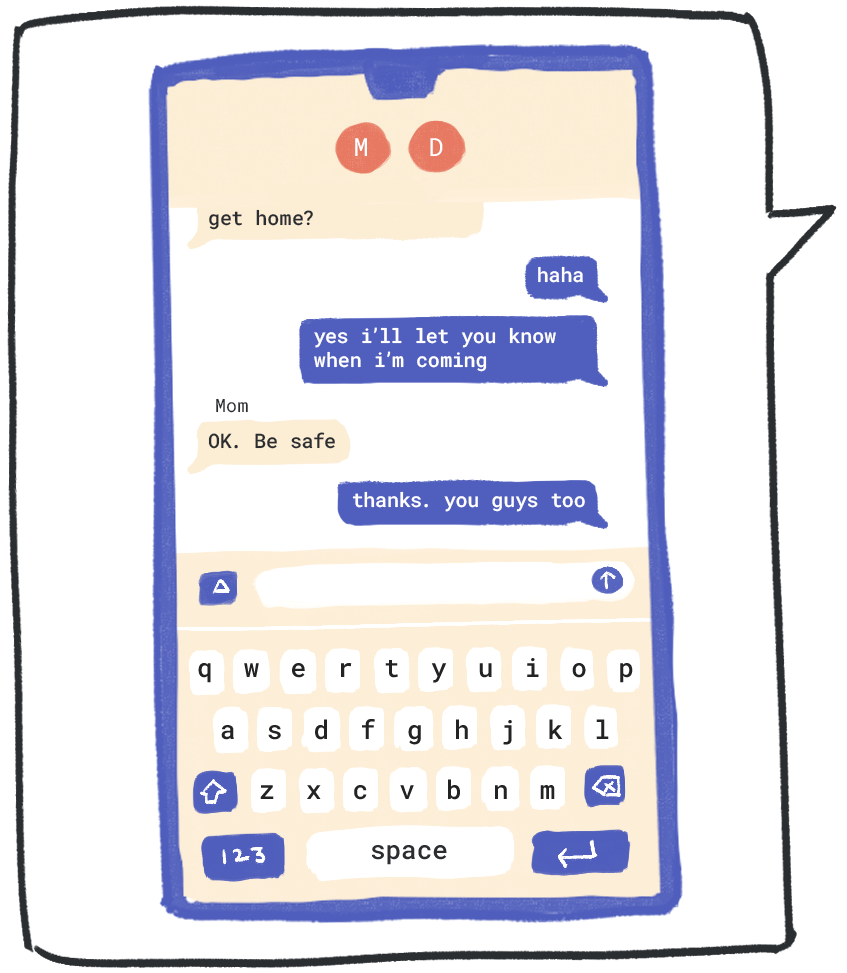 M D
get home?
haha
yes i’ll let you know
when i’m coming
Mom
OK. Be safe
thanks. you guys too
q w e r t y u i o p
a s d f g h j k l
z x c v b n m
123 space